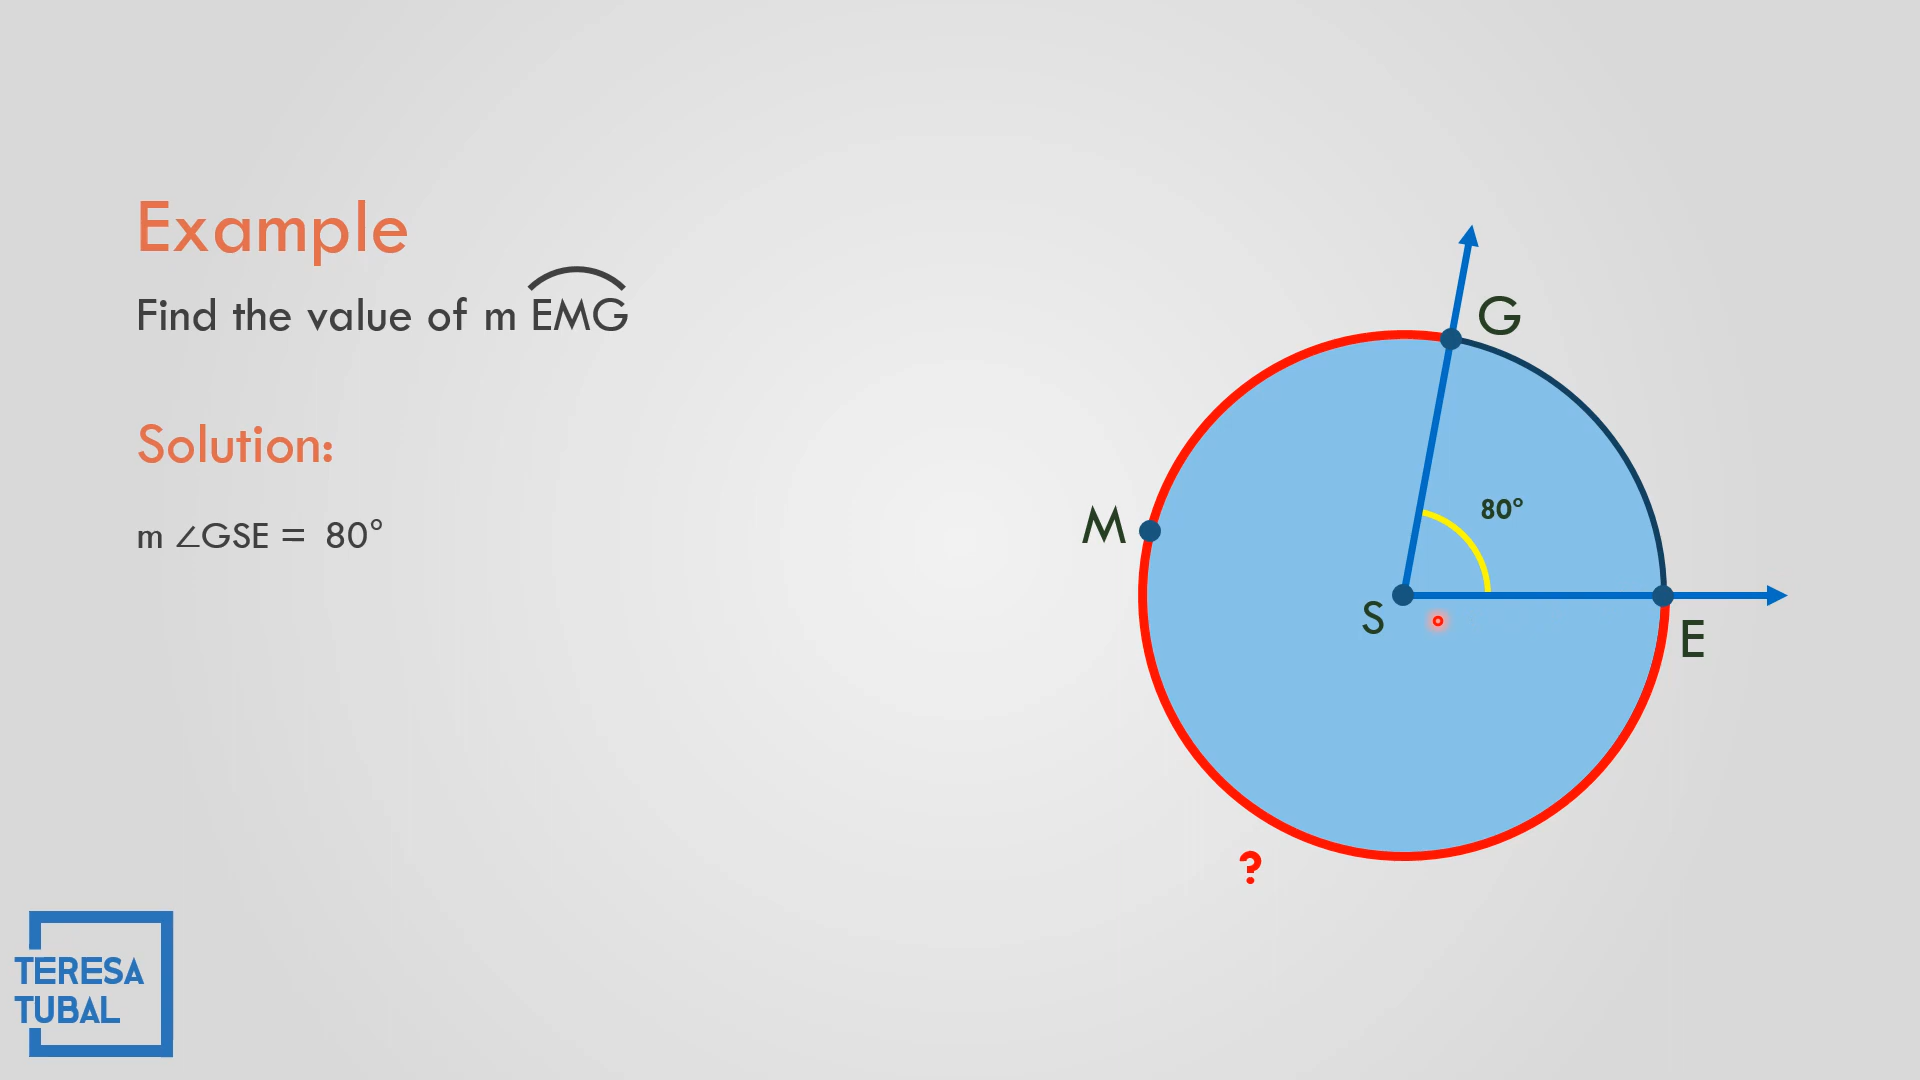 Example
Find the value of m EMG
Solution:
m ∠GSE = 80°
G
M
80°
S
E
?
TERESA
TUBAL